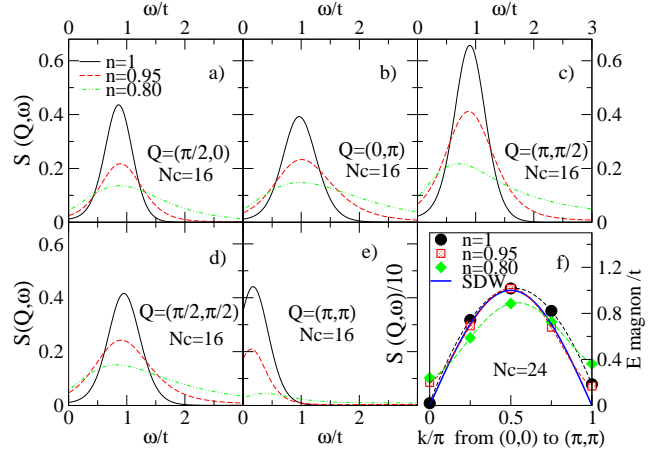 ω/t ω/t ω/t
0 1 2 0 1 2 0 1 2 3
S (Q,ω)
0.6
0.4
0.2
0
n=1
n=0.95
n=0.80
a)
Q=(π/2,0)
Nc=16
b)
Q=(0,π)
Nc=16
c)
Q=(π,π/2)
Nc=16
0.6
0.4
0.2
0
S(Q,ω)
0.6
0.4
0.2
0
d)
Q=(π/2,π/2)
Nc=16
e)
Q=(π,π)
Nc=16
S (Q,ω)/10
f)
n=1
n=0.95
n=0.80
SDW
Nc=24
1.2
0.8
0.4
0
E magnon /t
0 1 2 0 1 2 0 0.5 1
ω/t ω/t k/π from (0,0) to (π,π)